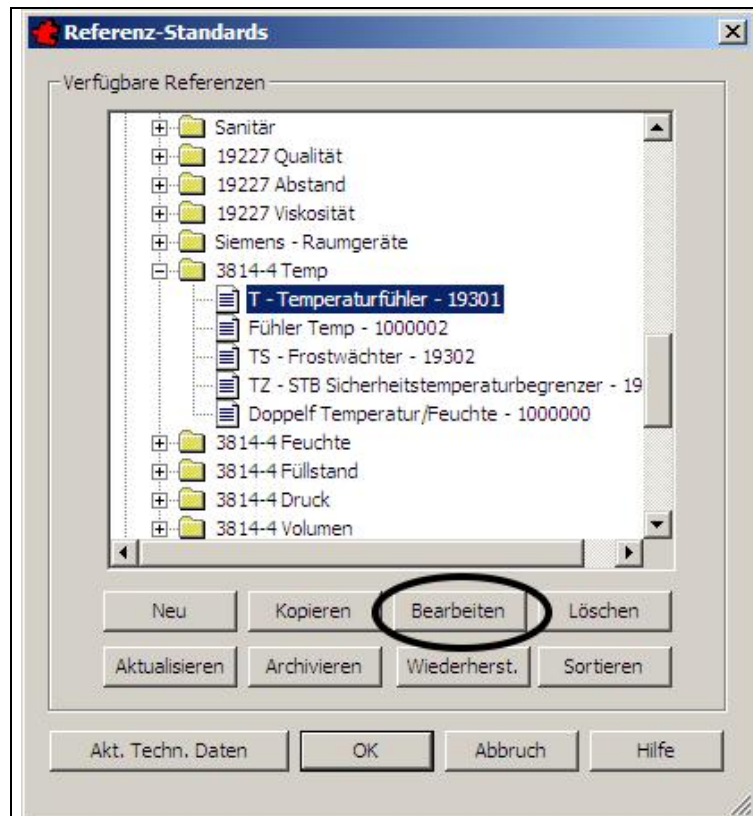 Referenz-Standards
Verfügbare Referenzen
Sanitär
19227 Qualität
19227 Abstand
19227 Viskosität
Siemens - Raumgeräte
3814-4 Temp
T - Temperaturfühler - 19301
Fühler Temp - 1000002
TS - Frostwächter - 19302
TZ - STB Sicherheitstemperaturbegrenzer - 19
Doppelf Temperatur/Feuchte - 1000000
3814-4 Feuchte
3814-4 Füllstand
3814-4 Druck
3814-4 Volumen
Neu Kopieren Bearbeiten Löschen
Aktualisieren Archivieren Wiederherst. Sortieren
Akt. Techn. Daten OK Abbruch Hilfe